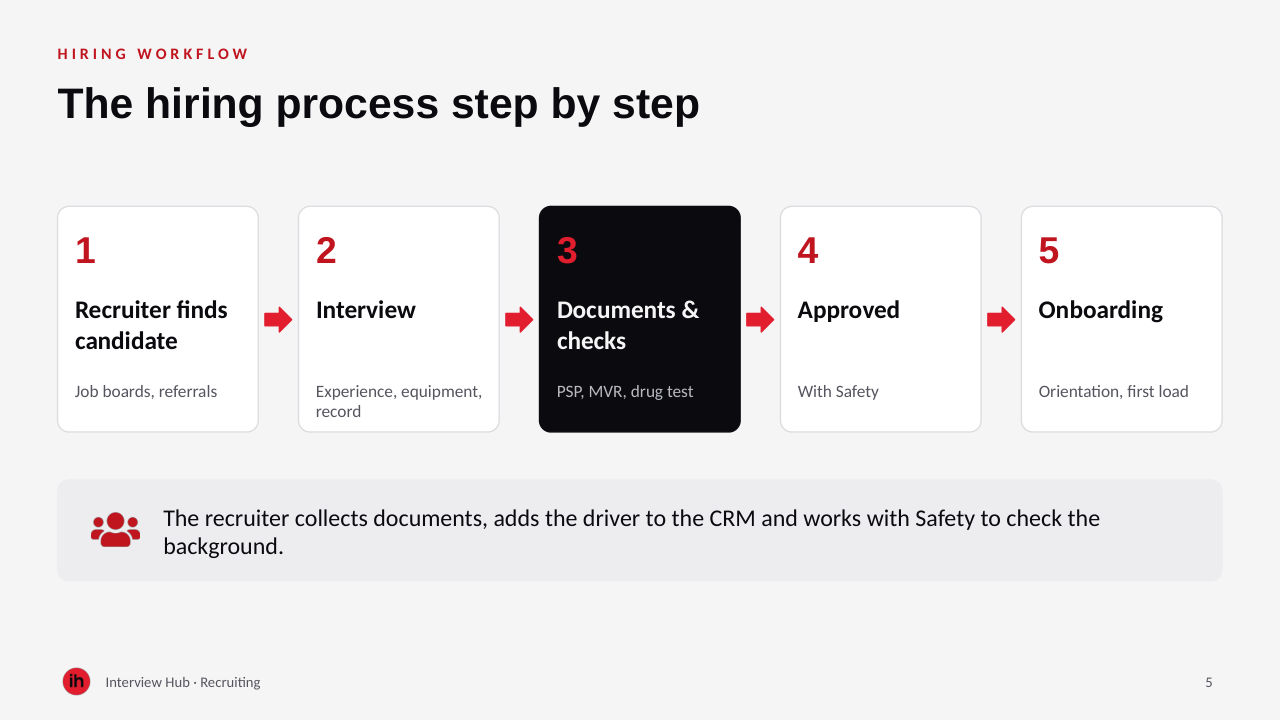 HIRING WORKFLOW
The hiring process step by step
1
Recruiter finds
candidate
Job boards, referrals
2
Interview
Experience, equipment,
record
3
Documents &
checks
PSP, MVR, drug test
4
Approved
With Safety
5
Onboarding
Orientation, first load
The recruiter collects documents, adds the driver to the CRM and works with Safety to check the
background.
ih
Interview Hub · Recruiting
5